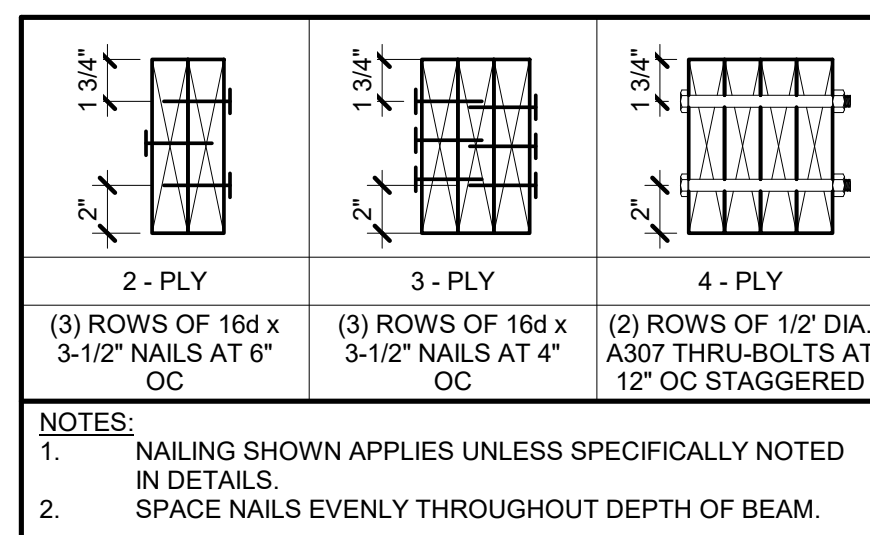 1 3/4"
2"
1 3/4"
2"
1 3/4"
2"
2 - PLY
3 - PLY
4 - PLY
(3) ROWS OF 16d x
3-1/2" NAILS AT 6"
OC
(3) ROWS OF 16d x
3-1/2" NAILS AT 4"
OC
(2) ROWS OF 1/2' DIA.
A307 THRU-BOLTS AT
12" OC STAGGERED
NOTES:
1. NAILING SHOWN APPLIES UNLESS SPECIFICALLY NOTED
IN DETAILS.
2. SPACE NAILS EVENLY THROUGHOUT DEPTH OF BEAM.